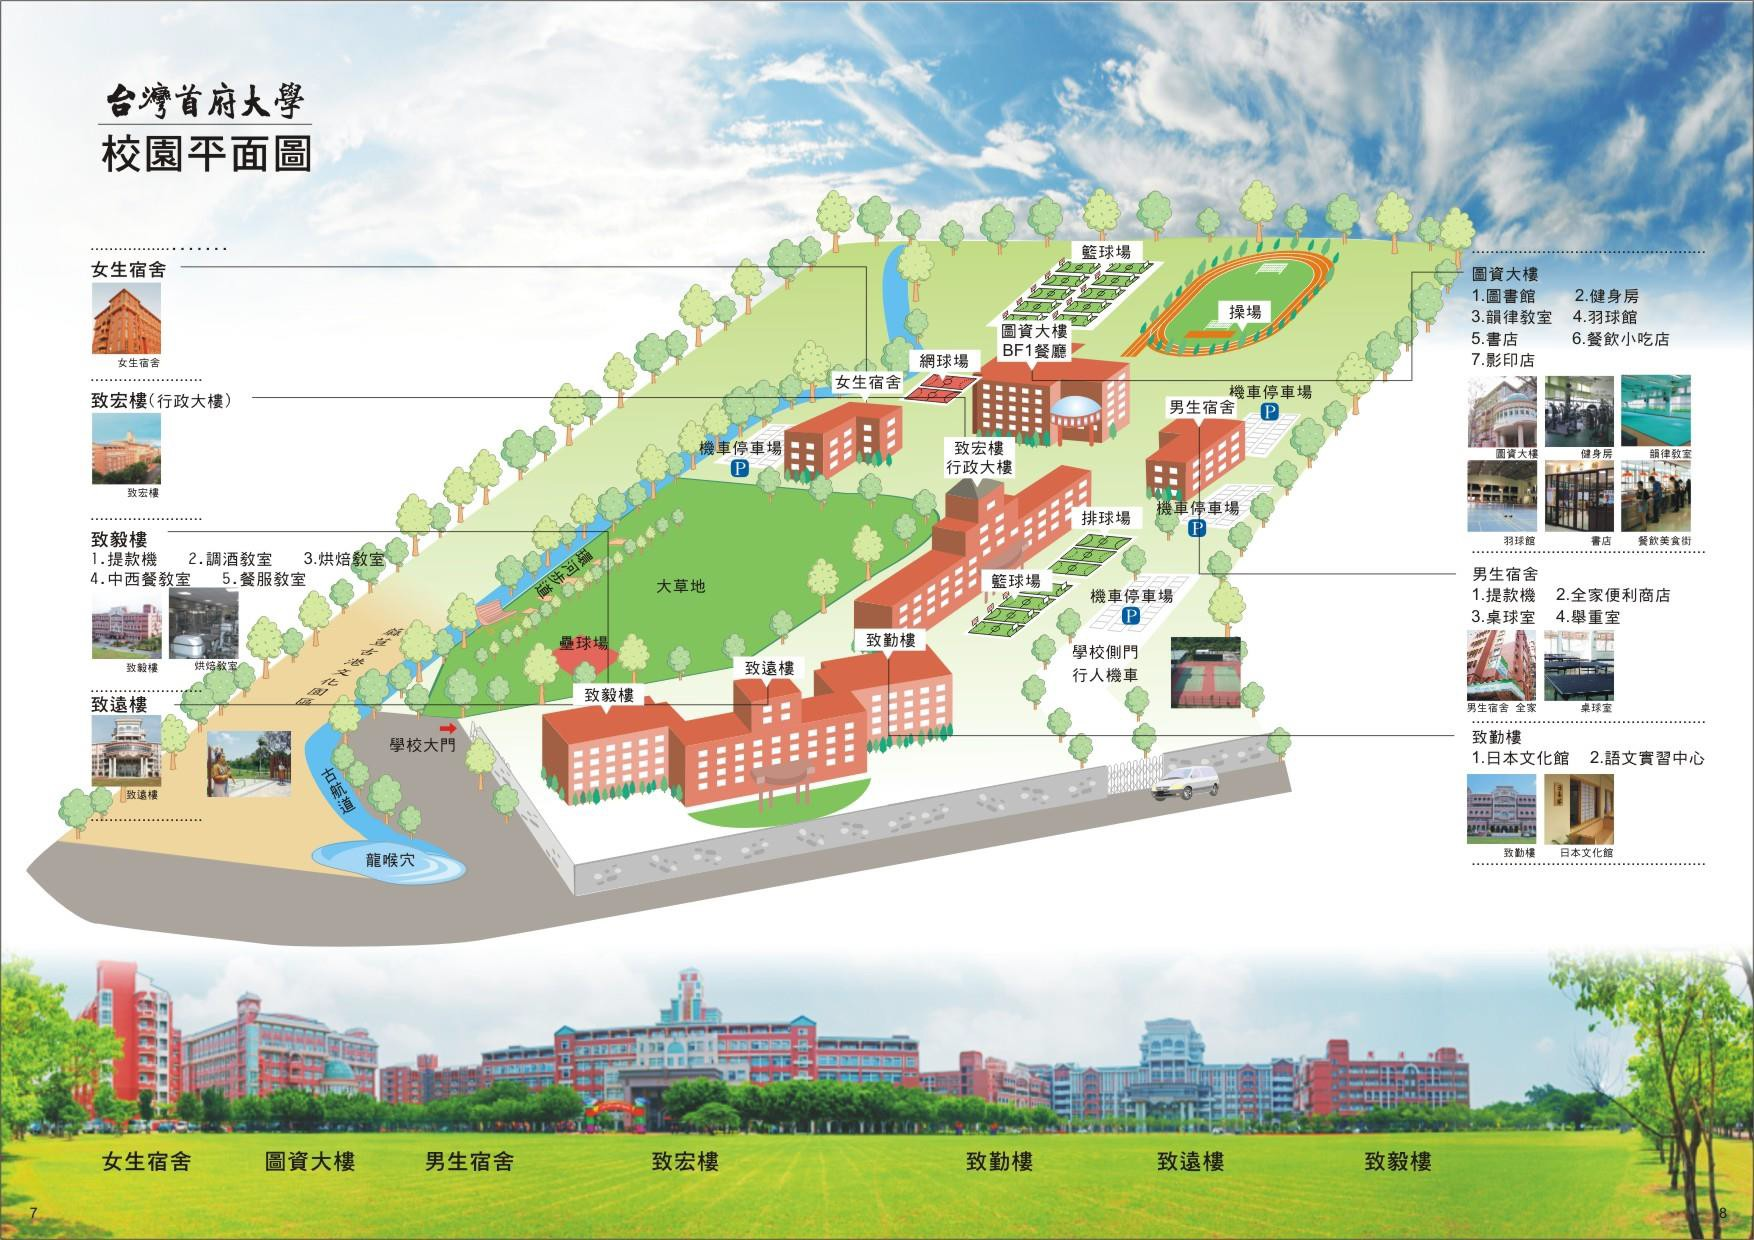 台灣首府大學
校園平面圖
女生宿舍
女生宿舍
致宏樓(行政大樓)
致宏樓
致毅樓
1.提款機 2.調酒教室 3.烘焙教室
4.中西餐教室 5.餐服教室
致毅樓 烘焙教室
致遠樓
致遠樓
籃球場
操場
圖資大樓
BF1餐廳
網球場
女生宿舍
機車停車場
P
機車停車場
P
男生宿舍
致宏樓
行政大樓
機車停車場
P
排球場
籃球場
機車停車場
P
環河步道
大草地
壘球場
致勤樓
致遠樓
致毅樓
學校側門
行人機車
學校大門
麻荳古港文化園區
古航道
龍喉穴
圖資大樓
1.圖書館 2.健身房
3.韻律教室 4.羽球館
5.書店 6.餐飲小吃店
7.影印店
圖資大樓 健身房 韻律教室
羽球館 書店 餐飲美食街
男生宿舍
1.提款機 2.全家便利商店
3.桌球室 4.舉重室
男生宿舍 全家 桌球室
致勤樓
1.日本文化館 2.語文實習中心
致勤樓 日本文化館
女生宿舍 圖資大樓 男生宿舍 致宏樓 致勤樓 致遠樓 致毅樓
7 8